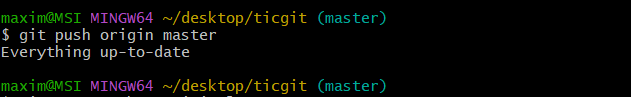 maxim@MSI MINGW64 ~/desktop/ticgit (master)
$ git push origin master
Everything up-to-date
maxim@MSI MINGW64 ~/desktop/ticgit (master)